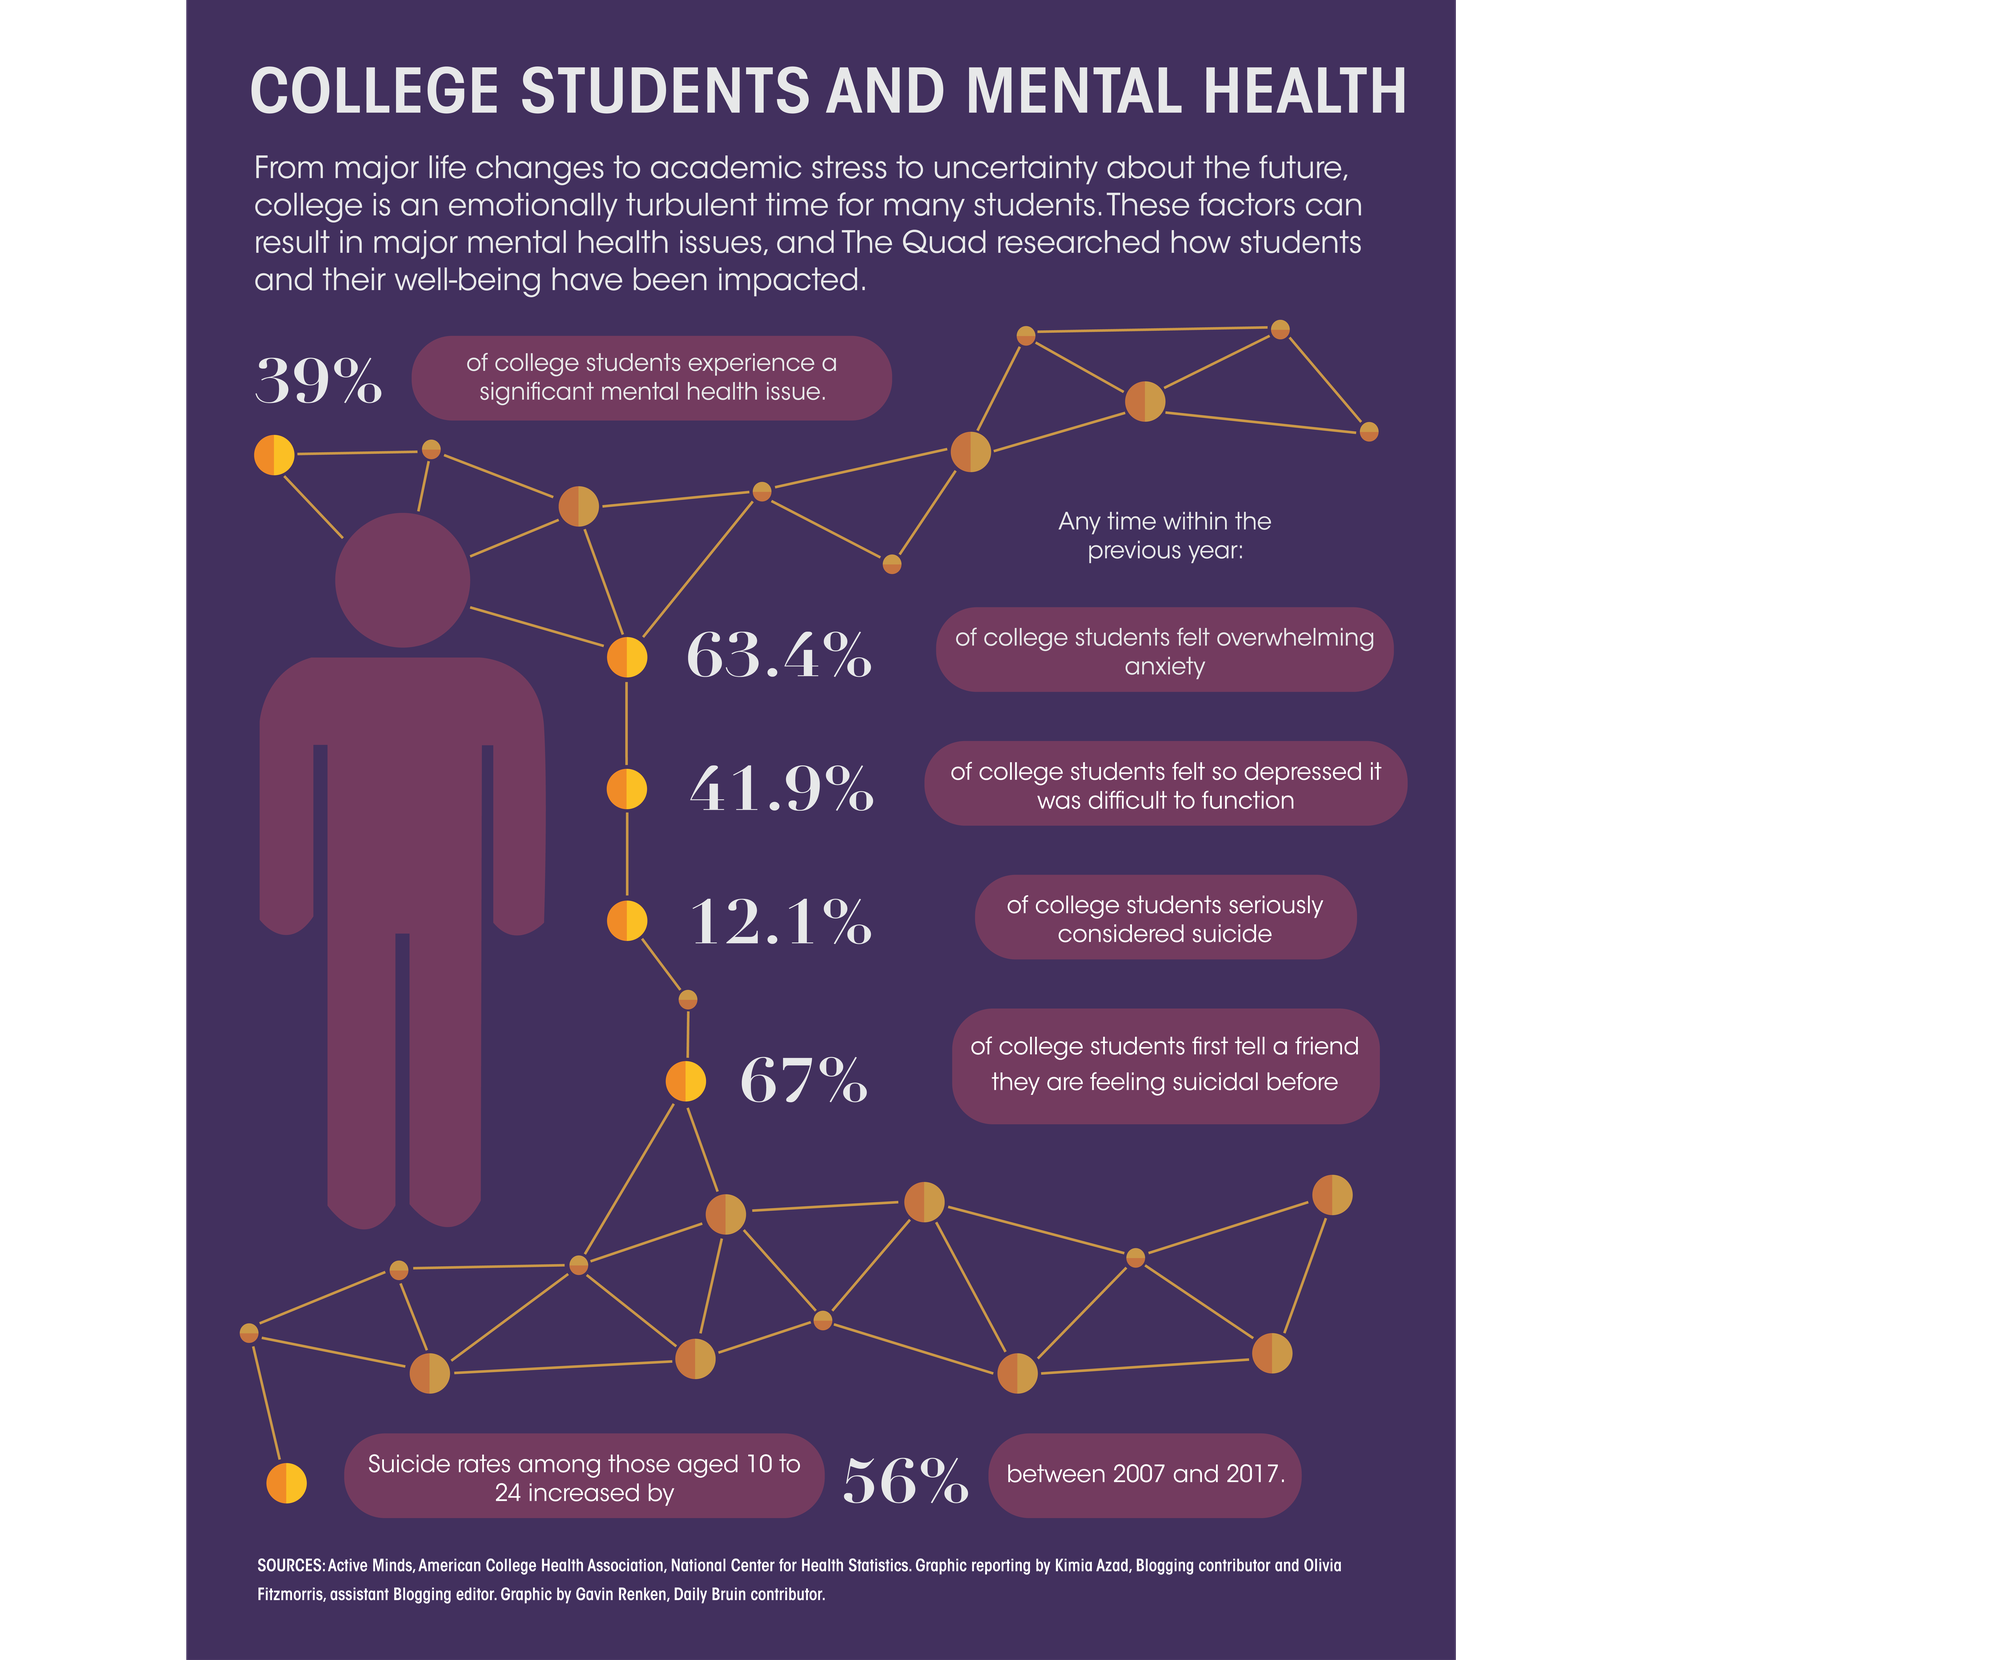 COLLEGE STUDENTS AND MENTAL HEALTH
From major life changes to academic stress to uncertainty about the future,
college is an emotionally turbulent time for many students. These factors can
result in major mental health issues, and The Quad researched how students
and their well-being have been impacted.
39%
of college students experience a
significant mental health issue.
Any time within the
previous year:
63.4%
of college students felt overwhelming
anxiety
41.9%
of college students felt so depressed it
was difficult to function
12.1%
of college students seriously
considered suicide
67%
of college students first tell a friend
they are feeling suicidal before
Suicide rates among those aged 10 to
24 increased by
56%
between 2007 and 2017.
SOURCES: Active Minds, American College Health Association, National Center for Health Statistics. Graphic reporting by Kimia Azad, Blogging contributor and Olivia
Fitzmorris, assistant Blogging editor. Graphic by Gavin Renken, Daily Bruin contributor.